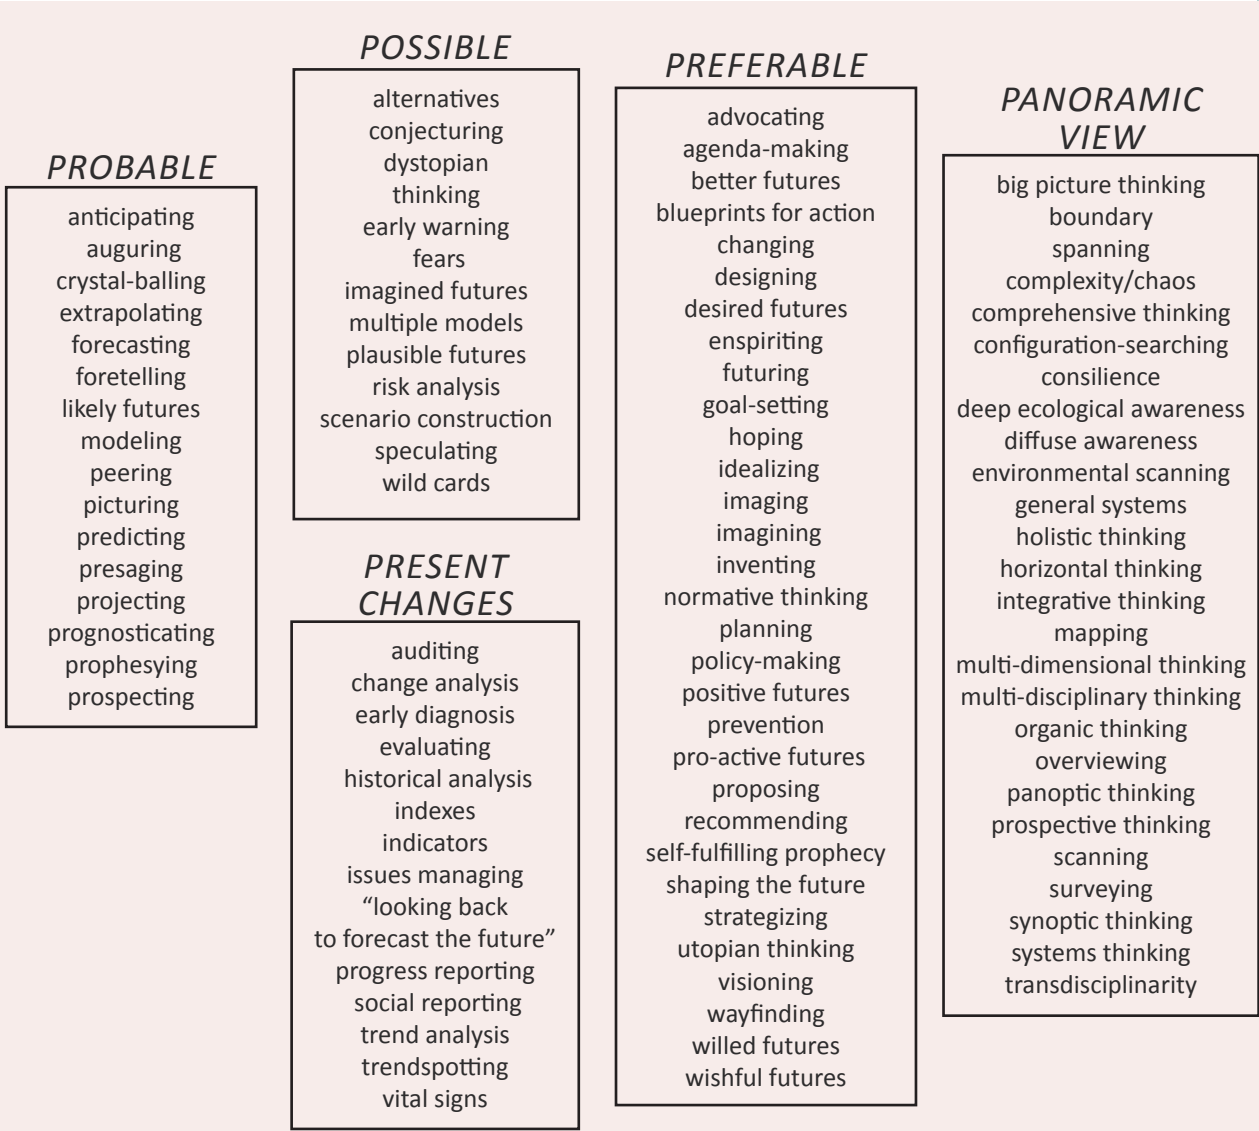 PROBABLE
anticipating
auguring
crystal-balling
extrapolating
forecasting
foretelling
likely futures
modeling
peering
picturing
predicting
presaging
projecting
prognosticating
prophesying
prospecting
POSSIBLE
alternatives
conjecturing
dystopian
thinking
early warning
fears
imagined futures
multiple models
plausible futures
risk analysis
scenario construction
speculating
wild cards
PRESENT
CHANGES
auditing
change analysis
early diagnosis
evaluating
historical analysis
indexes
indicators
issues managing
“looking back
to forecast the future”
progress reporting
social reporting
trend analysis
trendspotting
vital signs
PREFERABLE
advocating
agenda-making
better futures
blueprints for action
changing
designing
desired futures
enspiriting
futuring
goal-setting
hoping
idealizing
imaging
imagining
inventing
normative thinking
planning
policy-making
positive futures
prevention
pro-active futures
proposing
recommending
self-fulfilling prophecy
shaping the future
strategizing
utopian thinking
visioning
wayfinding
willed futures
wishful futures
PANORAMIC
VIEW
big picture thinking
boundary
spanning
complexity/chaos
comprehensive thinking
configuration-searching
consilience
deep ecological awareness
diffuse awareness
environmental scanning
general systems
holistic thinking
horizontal thinking
integrative thinking
mapping
multi-dimensional thinking
multi-disciplinary thinking
organic thinking
overviewing
panoptic thinking
prospective thinking
scanning
surveying
synoptic thinking
systems thinking
transdisciplinarity